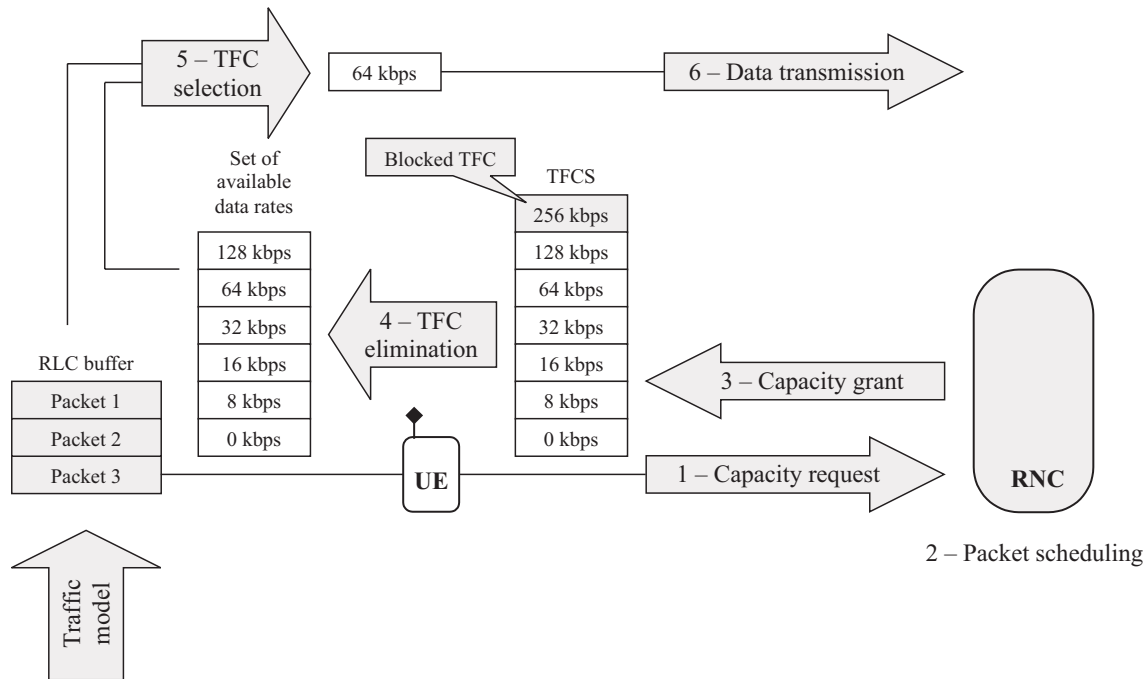 5 – TFC
selection
64 kbps
6 – Data transmission
Set of
available
data rates
128 kbps
64 kbps
32 kbps
16 kbps
8 kbps
0 kbps
Blocked TFC
TFCS
256 kbps
128 kbps
64 kbps
32 kbps
16 kbps
8 kbps
0 kbps
4 – TFC
elimination
3 – Capacity grant
RLC buffer
Packet 1
Packet 2
Packet 3
UE
1 – Capacity request
RNC
2 – Packet scheduling
Traffic
model